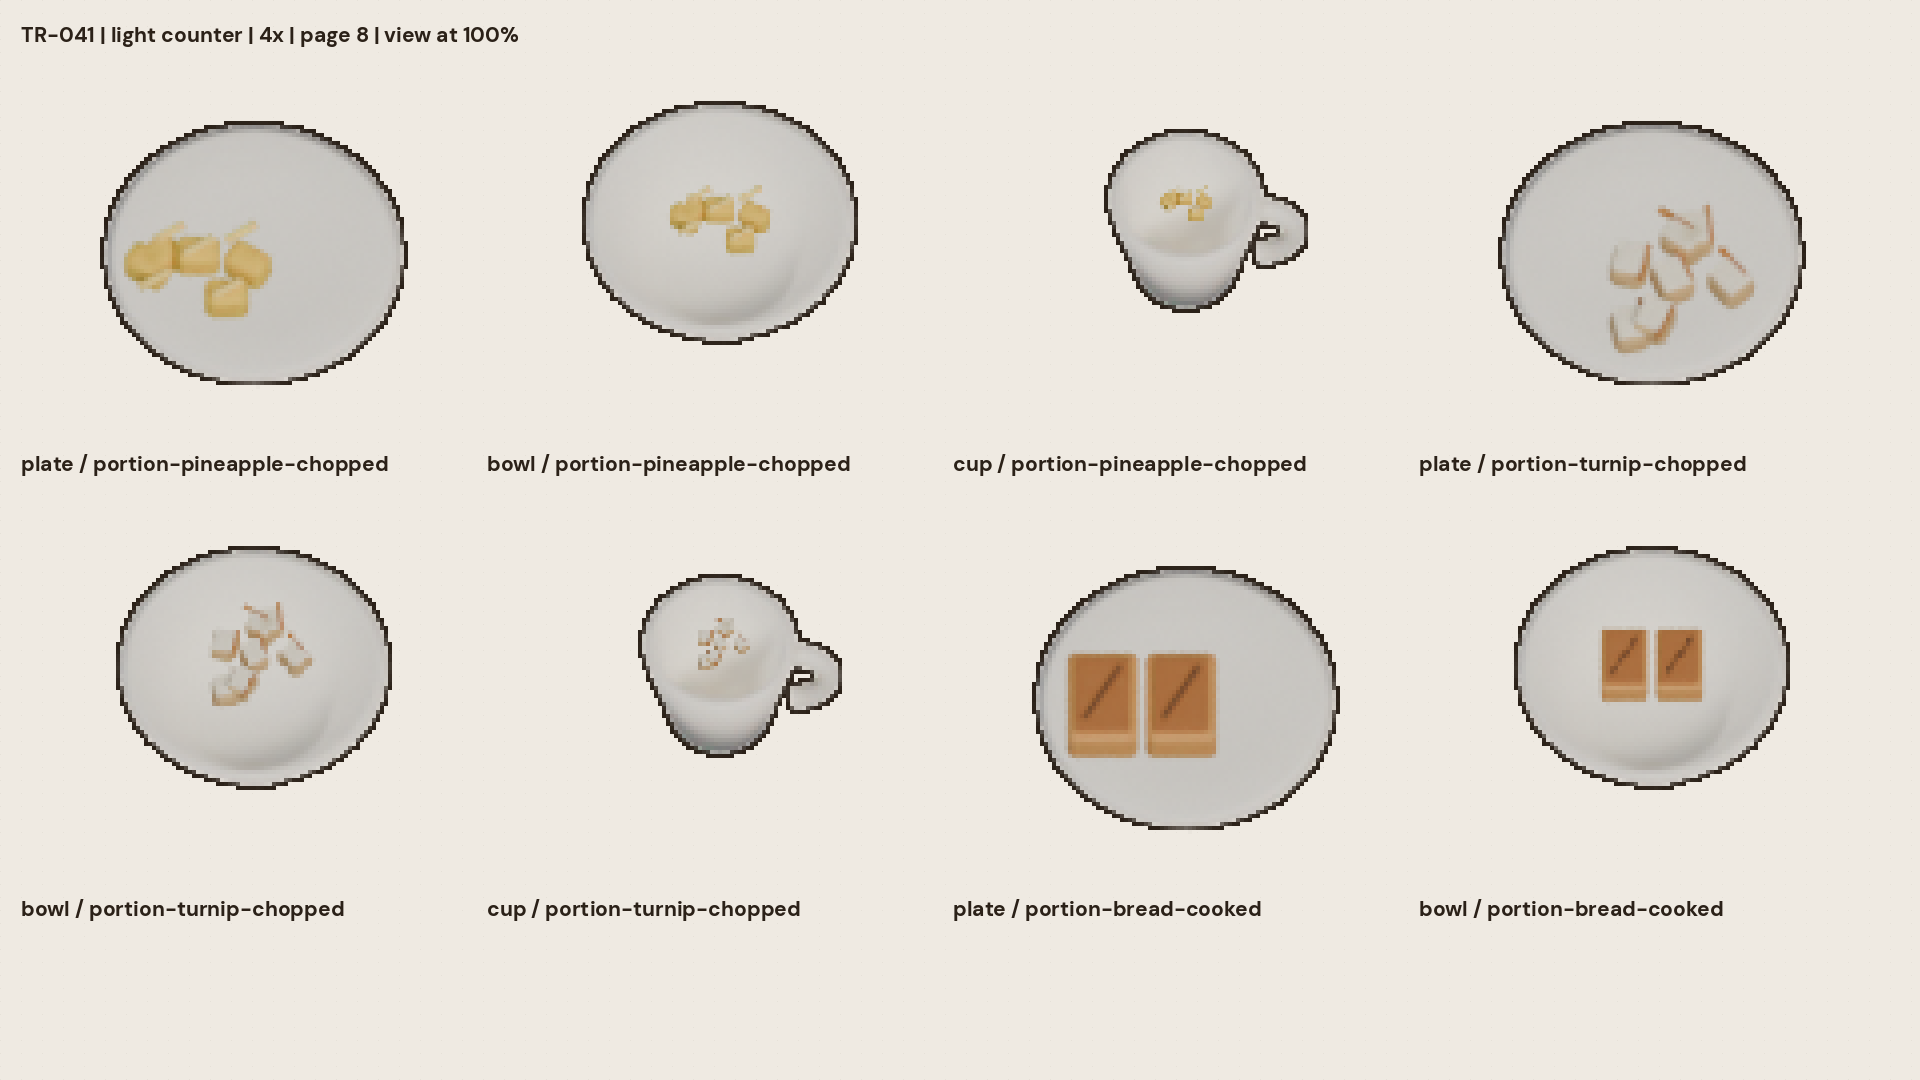 TR-041 | light counter | 4x | page 8 | view at 100%
plate / portion-pineapple-chopped
bowl / portion-pineapple-chopped
cup / portion-pineapple-chopped
plate / portion-turnip-chopped
bowl / portion-turnip-chopped
cup / portion-turnip-chopped
plate / portion-bread-cooked
bowl / portion-bread-cooked